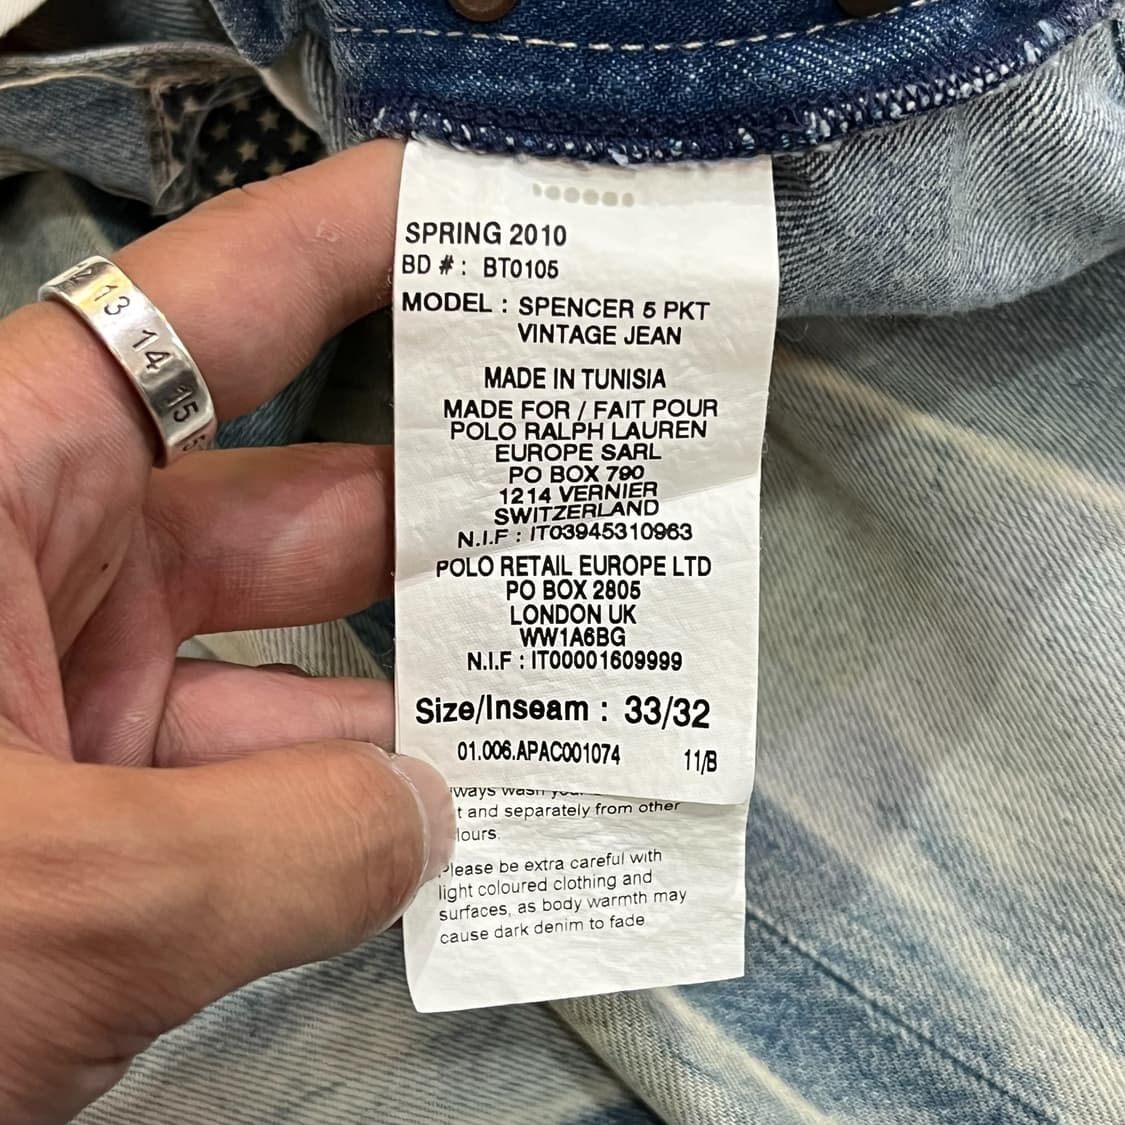 SPRING 2010
BD # : BT0105
MODEL : SPENCER 5 PKT
VINTAGE JEAN
MADE IN TUNISIA
MADE FOR / FAIT POUR
POLO RALPH LAUREN
EUROPE SARL
PO BOX 790
1214 VERNIER
SWITZERLAND
N.I.F : IT03945310963
POLO RETAIL EUROPE LTD
PO BOX 2805
LONDON UK
WW1A6BG
N.I.F : IT00001609999
Size/Inseam : 33/32
01.006.APAC001074 11/B
ways wash
t and separately from other
lours.
Please be extra careful with
light coloured clothing and
surfaces, as body warmth may
cause dark denim to fade
13 14 15